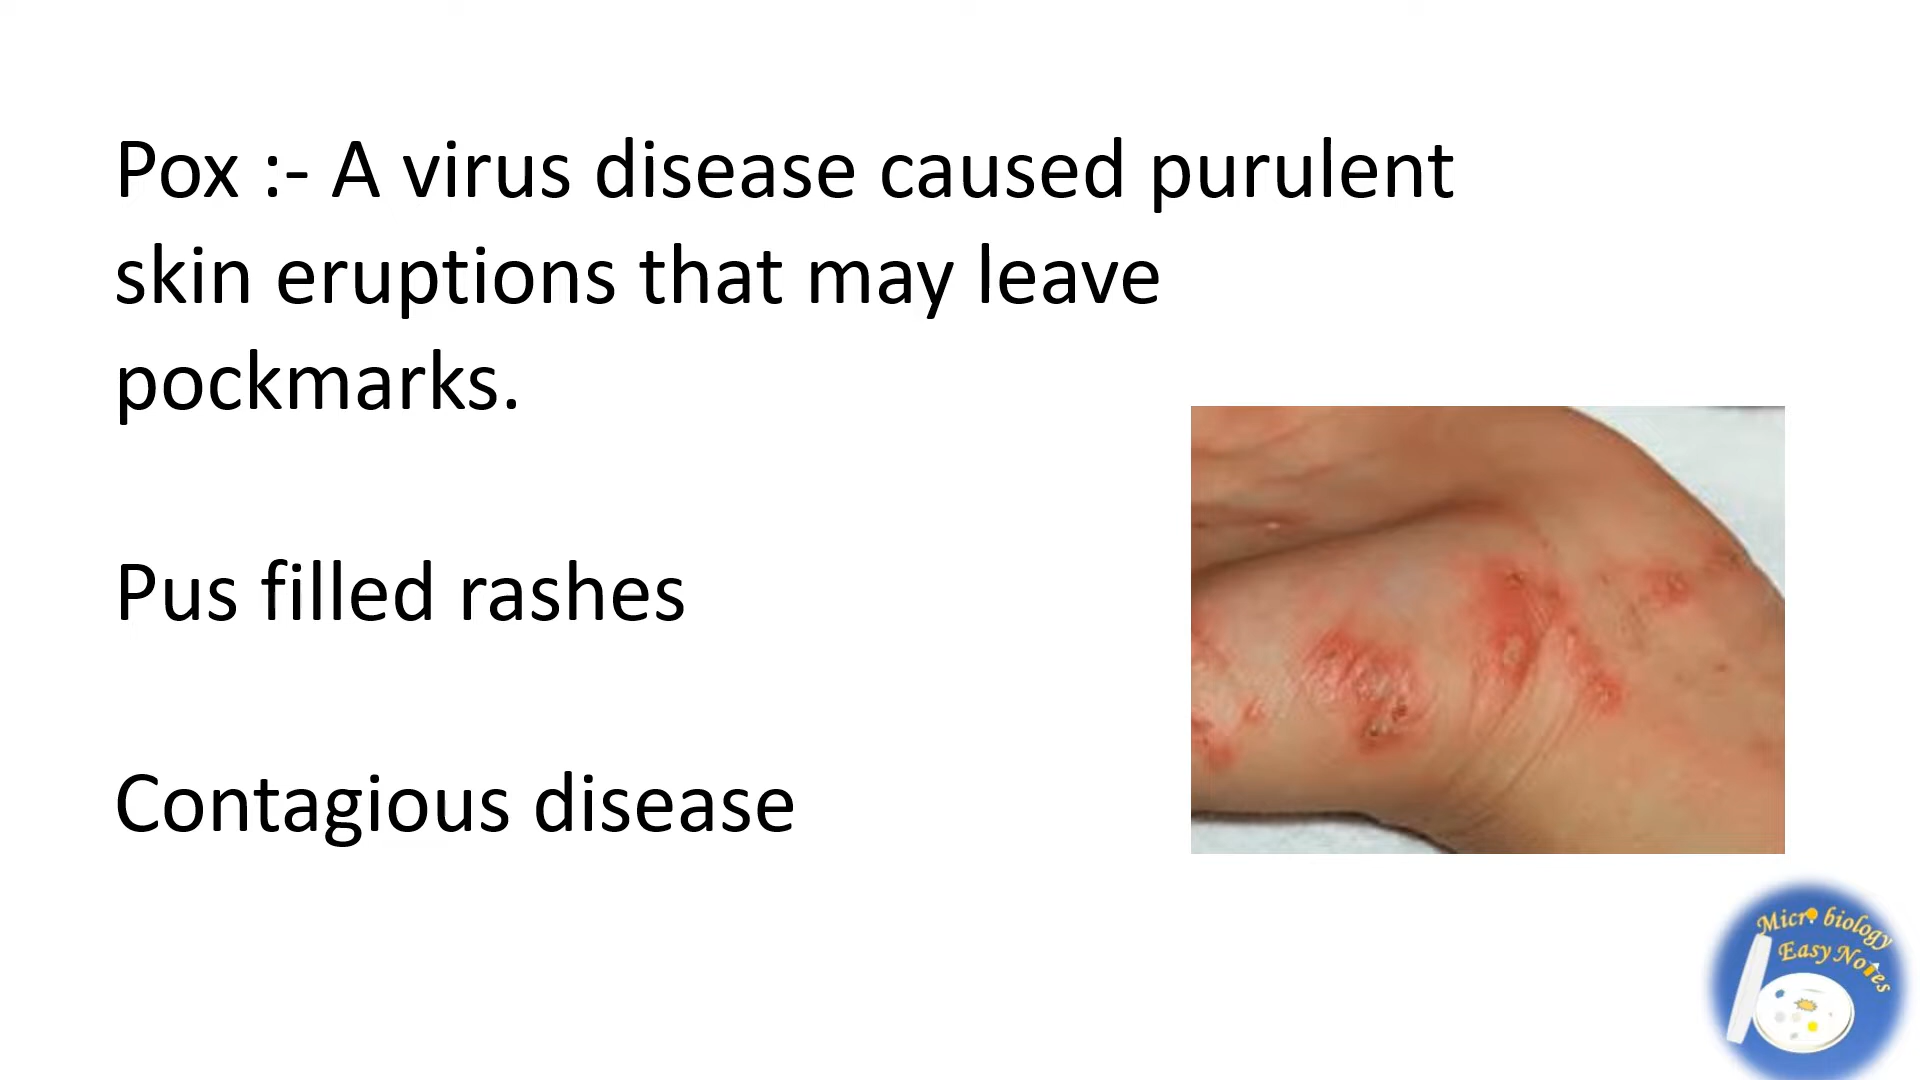 Pox :- A virus disease caused purulent
skin eruptions that may leave
pockmarks.
Pus filled rashes
Contagious disease
Micro biology
Easy Notes